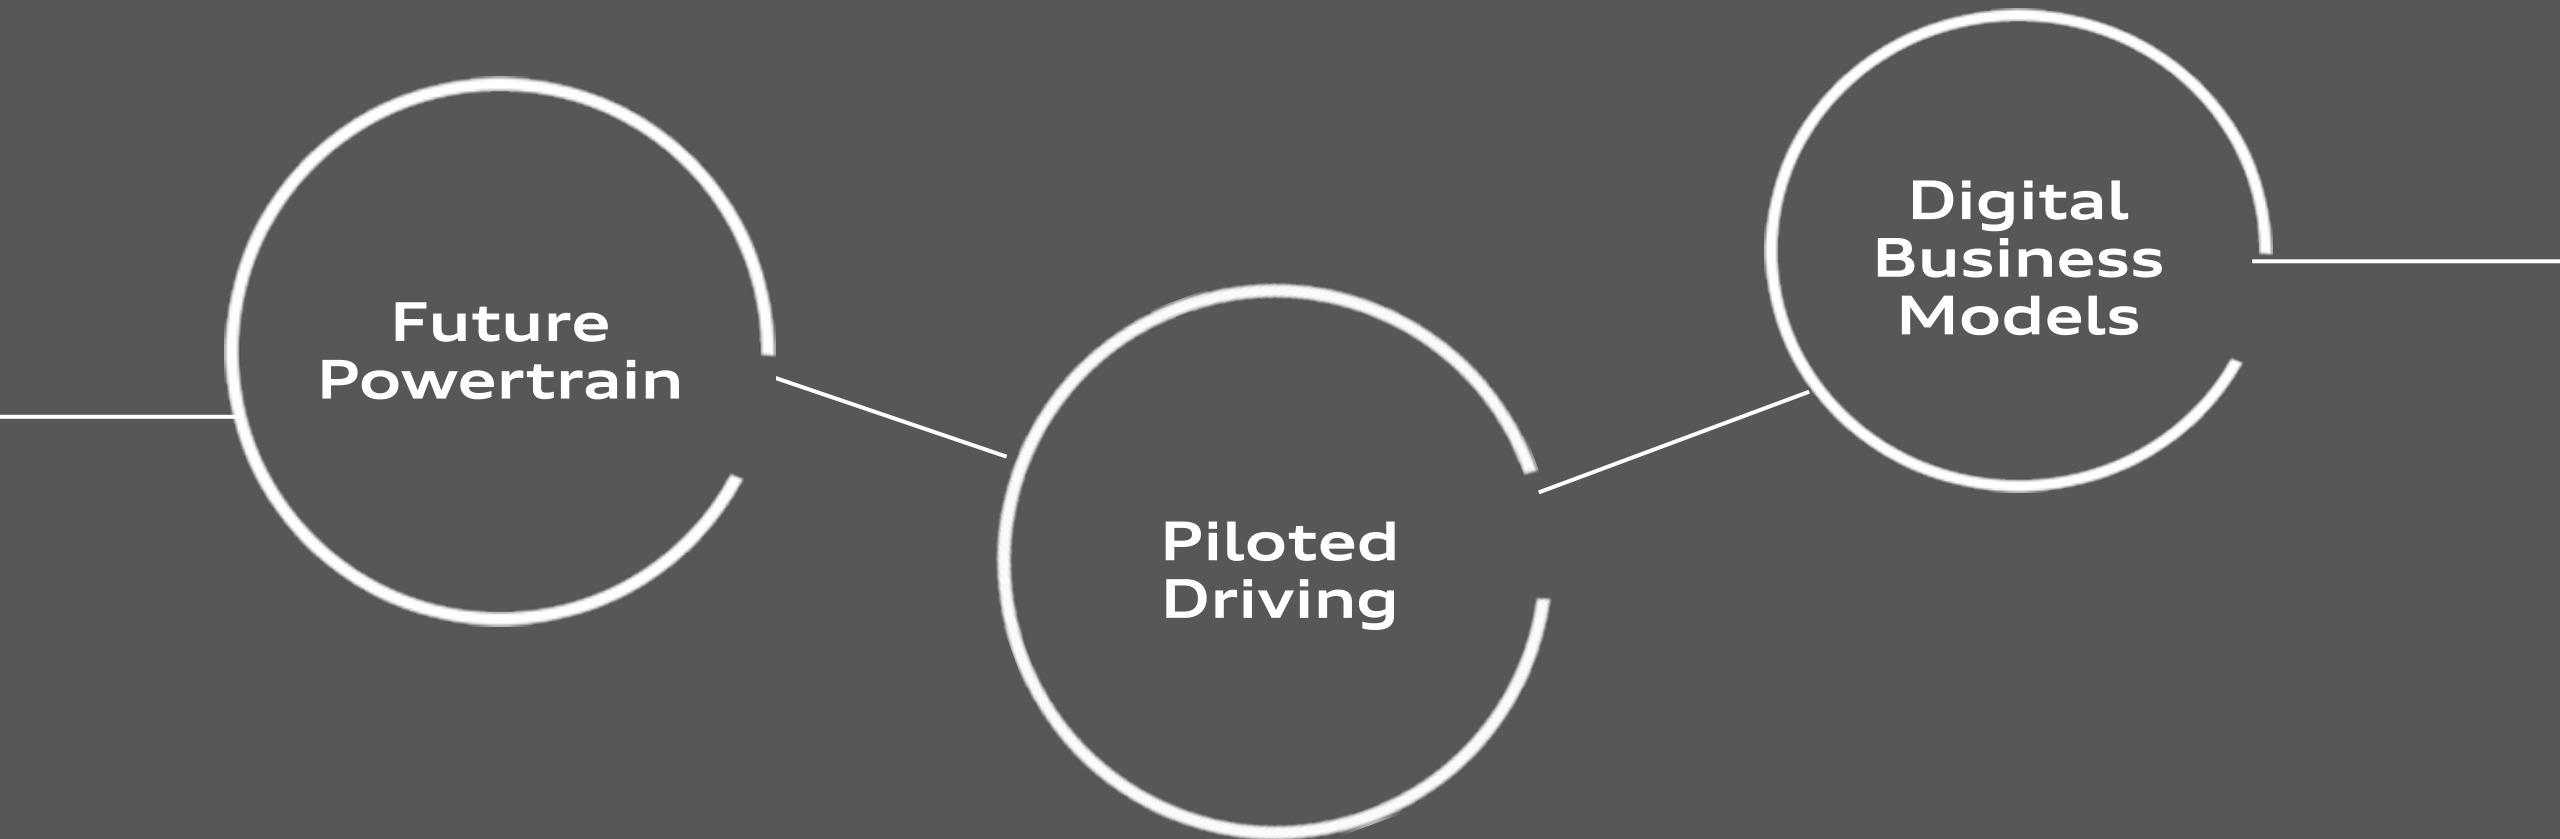 Future
Powertrain
Piloted
Driving
Digital
Business
Models